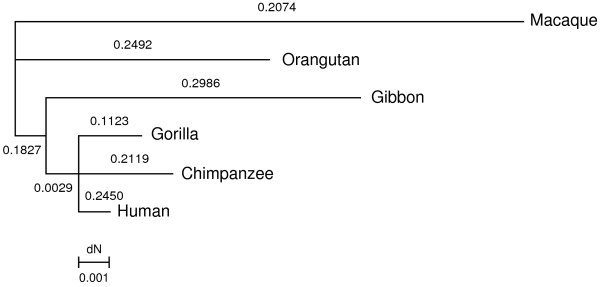 0.2074
Macaque
0.2492
Orangutan
0.2986
Gibbon
0.1123
Gorilla
0.1827
0.2119
Chimpanzee
0.0029
0.2450
Human
dN
0.001